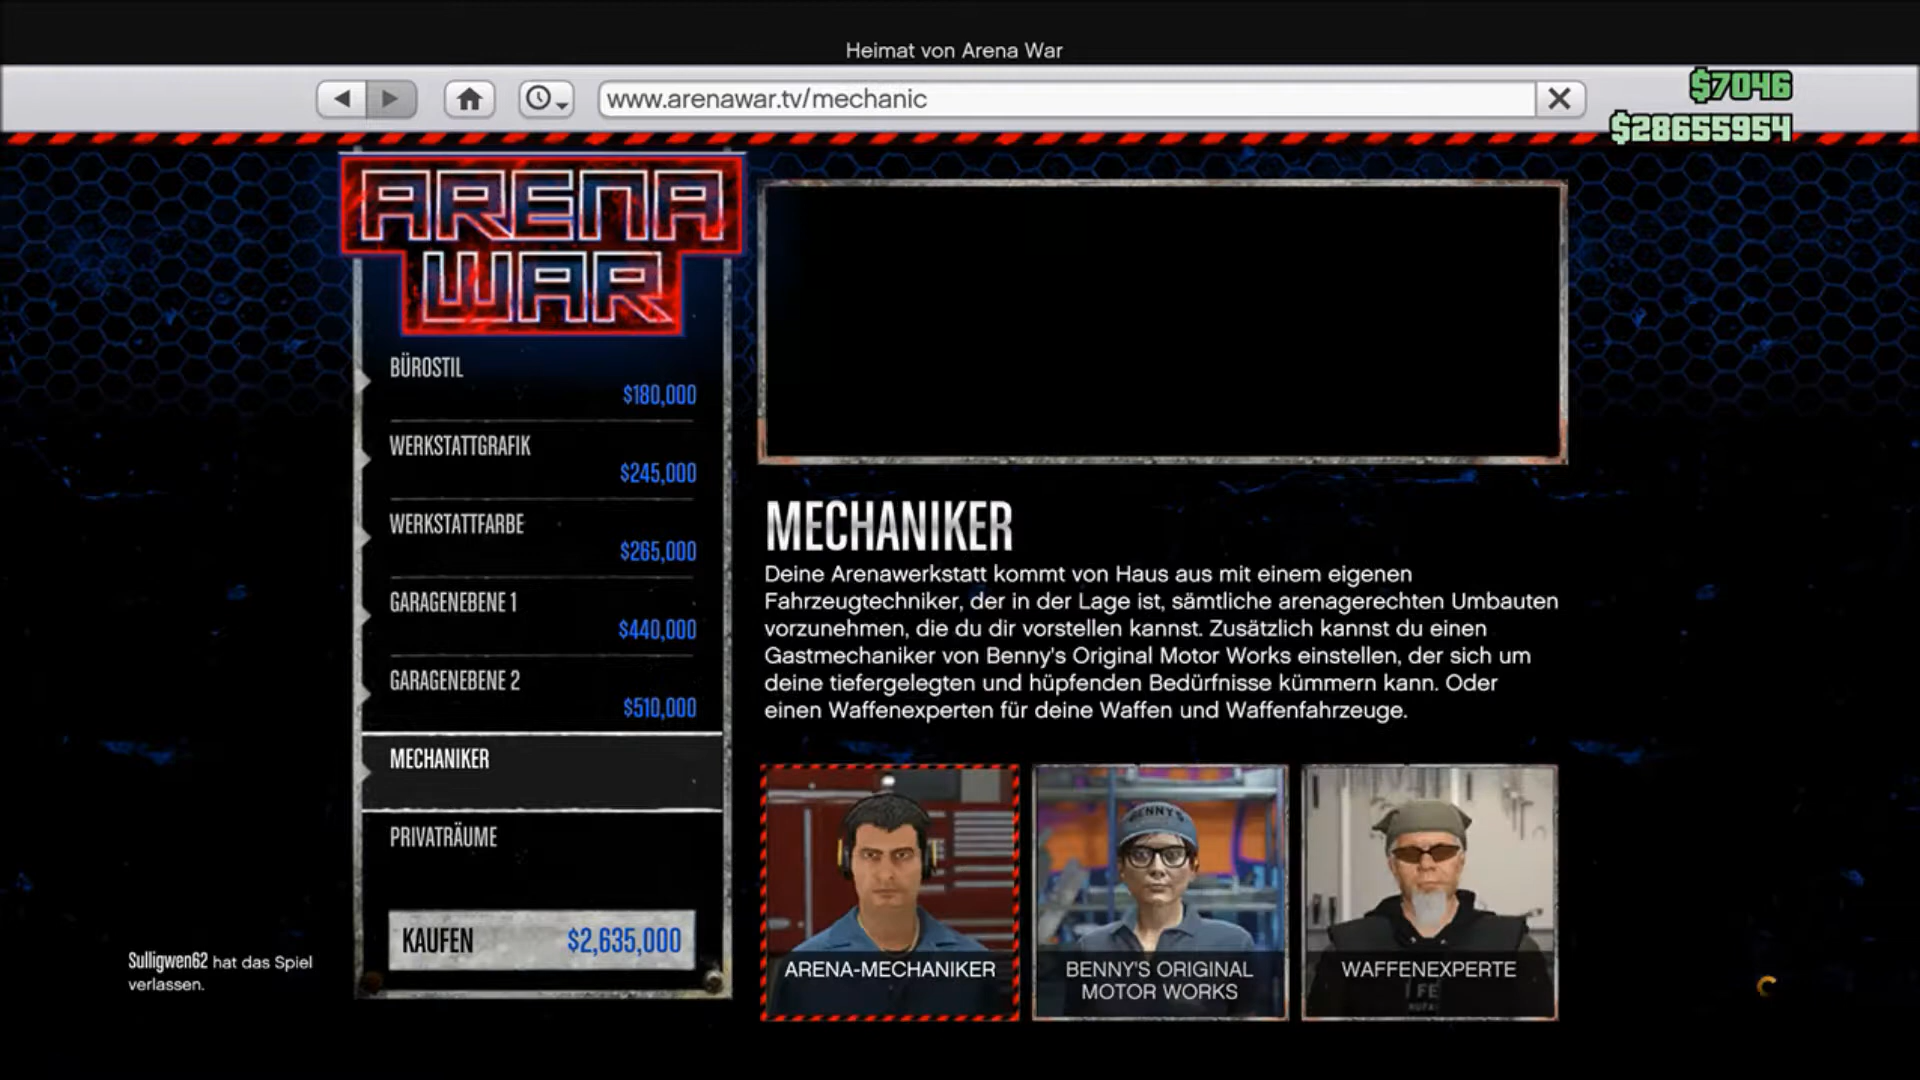 Heimat von Arena War
www.arenawar.tv/mechanic
$7046
$28655954
ARENA
WAR
BÜROSTIL
$180,000
WERKSTATTGRAFIK
$245,000
WERKSTATTFARBE
$265,000
GARAGENEBENE 1
$440,000
GARAGENEBENE 2
$510,000
MECHANIKER
PRIVATRÄUME
KAUFEN $2,635,000
MECHANIKER
Deine Arenawerkstatt kommt von Haus aus mit einem eigenen
Fahrzeugtechniker, der in der Lage ist, sämtliche arenagerechten Umbauten
vorzunehmen, die du dir vorstellen kannst. Zusätzlich kannst du einen
Gastmechaniker von Benny's Original Motor Works einstellen, der sich um
deine tiefergelegten und hüpfenden Bedürfnisse kümmern kann. Oder
einen Waffenexperten für deine Waffen und Waffenfahrzeuge.
ARENA-MECHANIKER
BENNY'S
BENNY'S ORIGINAL
MOTOR WORKS
WAFFENEXPERTE
Sulligwen62 hat das Spiel
verlassen.